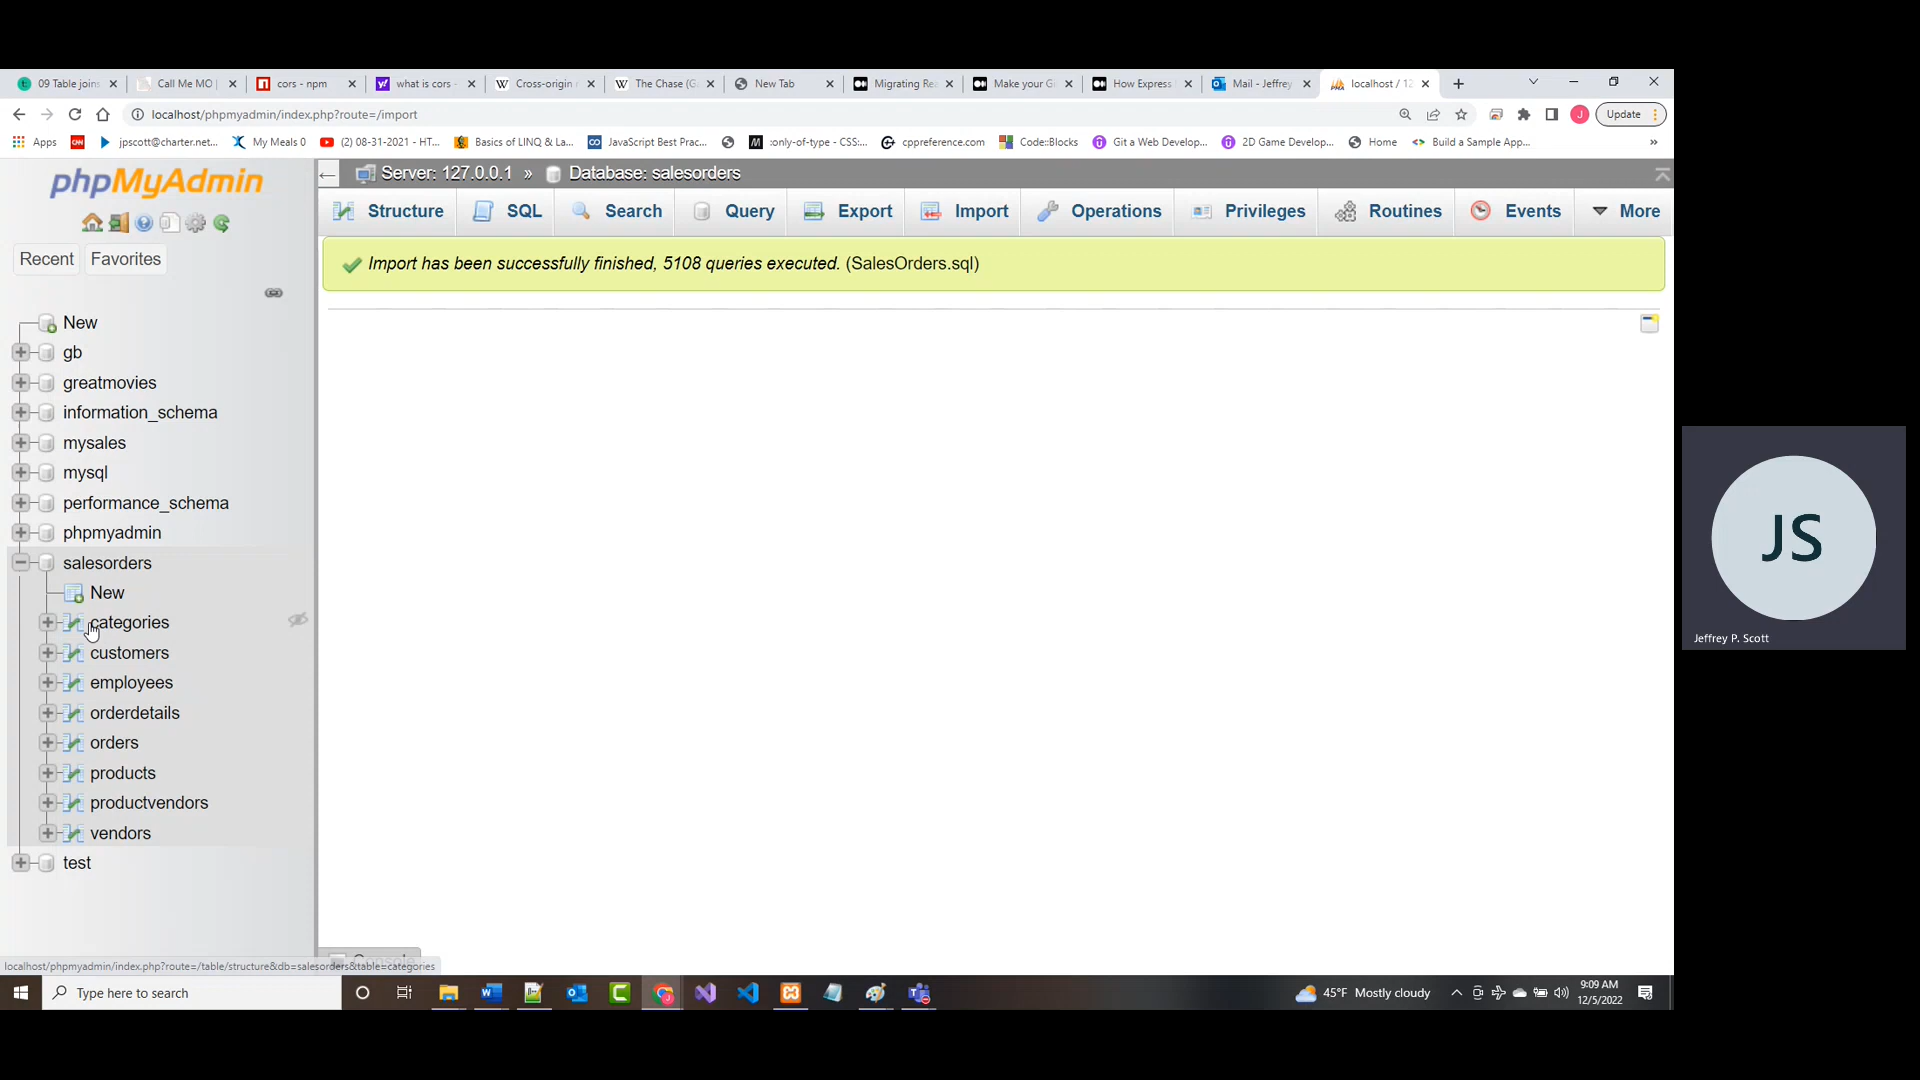 09 Table joins
Call Me MO |
cors - npm
what is cors -
Cross-origin
The Chase (G
New Tab
Migrating Rea
Make your Gi
How Express
Mail - Jeffrey
localhost / 12
localhost/phpmyadmin/index.php?route=/import
Update
Apps
jpscott@charter.net...
My Meals 0
(2) 08-31-2021 - HT...
Basics of LINQ & La...
JavaScript Best Prac...
:only-of-type - CSS:...
cppreference.com
Code::Blocks
Git a Web Develop...
2D Game Develop...
Home
Build a Sample App...
»
phpMyAdmin
Server: 127.0.0.1 » Database: salesorders
Structure
SQL
Search
Query
Export
Import
Operations
Privileges
Routines
Events
More
Recent
Favorites
Import has been successfully finished, 5108 queries executed. (SalesOrders.sql)
New
gb
greatmovies
information_schema
mysales
mysql
performance_schema
phpmyadmin
salesorders
New
categories
customers
employees
orderdetails
orders
products
productvendors
vendors
test
Console
localhost/phpmyadmin/index.php?route=/table/structure&db=salesorders&table=categories
JS
Jeffrey P. Scott
Type here to search
45°F Mostly cloudy
9:09 AM
12/5/2022